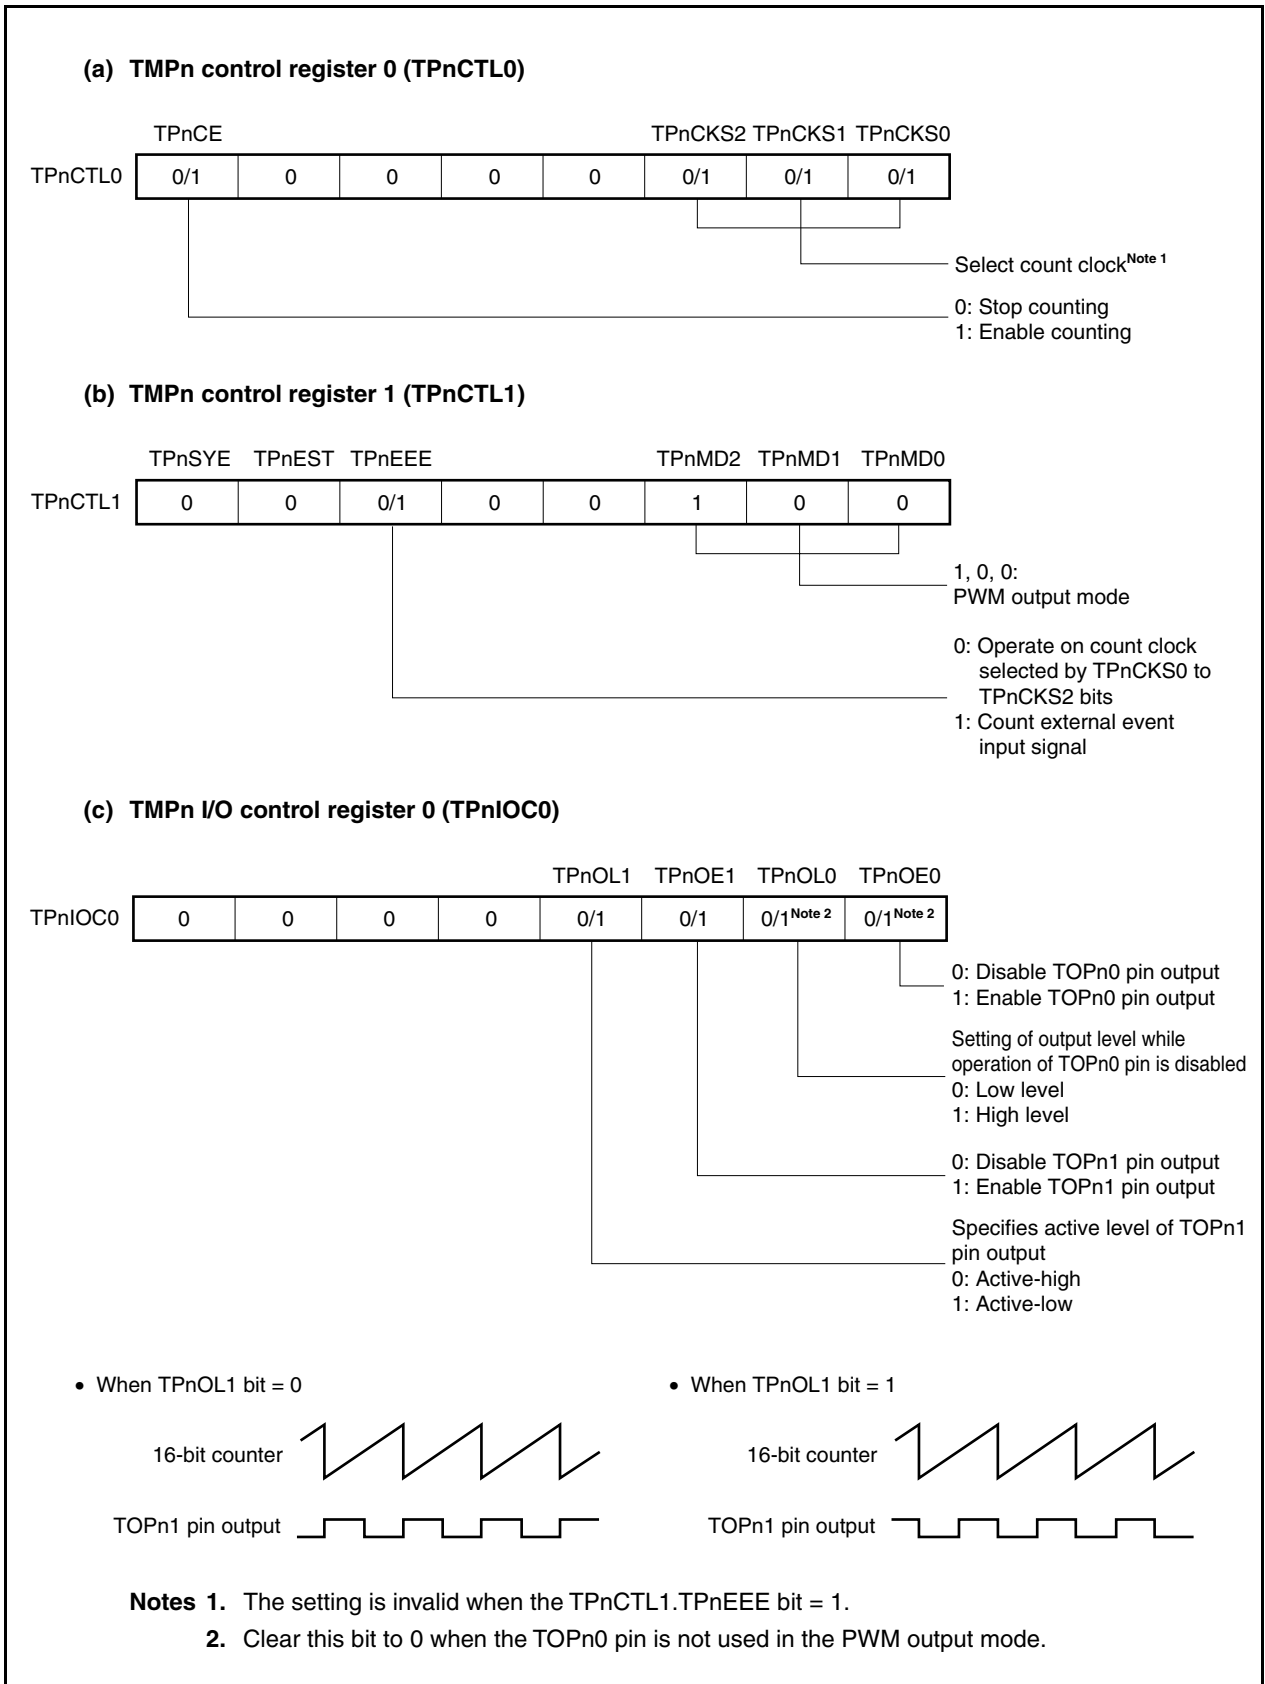 (a) TMPn control register 0 (TPnCTL0)
TPnCE TPnCKS2 TPnCKS1 TPnCKS0
TPnCTL0 0/1 0 0 0 0 0/1 0/1 0/1
Select count clock Note 1
0: Stop counting
1: Enable counting
(b) TMPn control register 1 (TPnCTL1)
TPnSYE TPnEST TPnEEE TPnMD2 TPnMD1 TPnMD0
TPnCTL1 0 0 0/1 0 0 1 0 0
1, 0, 0:
PWM output mode
0: Operate on count clock
selected by TPnCKS0 to
TPnCKS2 bits
1: Count external event
input signal
(c) TMPn I/O control register 0 (TPnIOC0)
TPnOL1 TPnOE1 TPnOL0 TPnOE0
TPnIOC0 0 0 0 0 0/1 0/1 0/1 Note 2 0/1 Note 2
0: Disable TOPn0 pin output
1: Enable TOPn0 pin output
Setting of output level while
operation of TOPn0 pin is disabled
0: Low level
1: High level
0: Disable TOPn1 pin output
1: Enable TOPn1 pin output
Specifies active level of TOPn1
pin output
0: Active-high
1: Active-low
• When TPnOL1 bit = 0
16-bit counter
TOPn1 pin output
• When TPnOL1 bit = 1
16-bit counter
TOPn1 pin output
Notes 1. The setting is invalid when the TPnCTL1.TPnEEE bit = 1.
2. Clear this bit to 0 when the TOPn0 pin is not used in the PWM output mode.